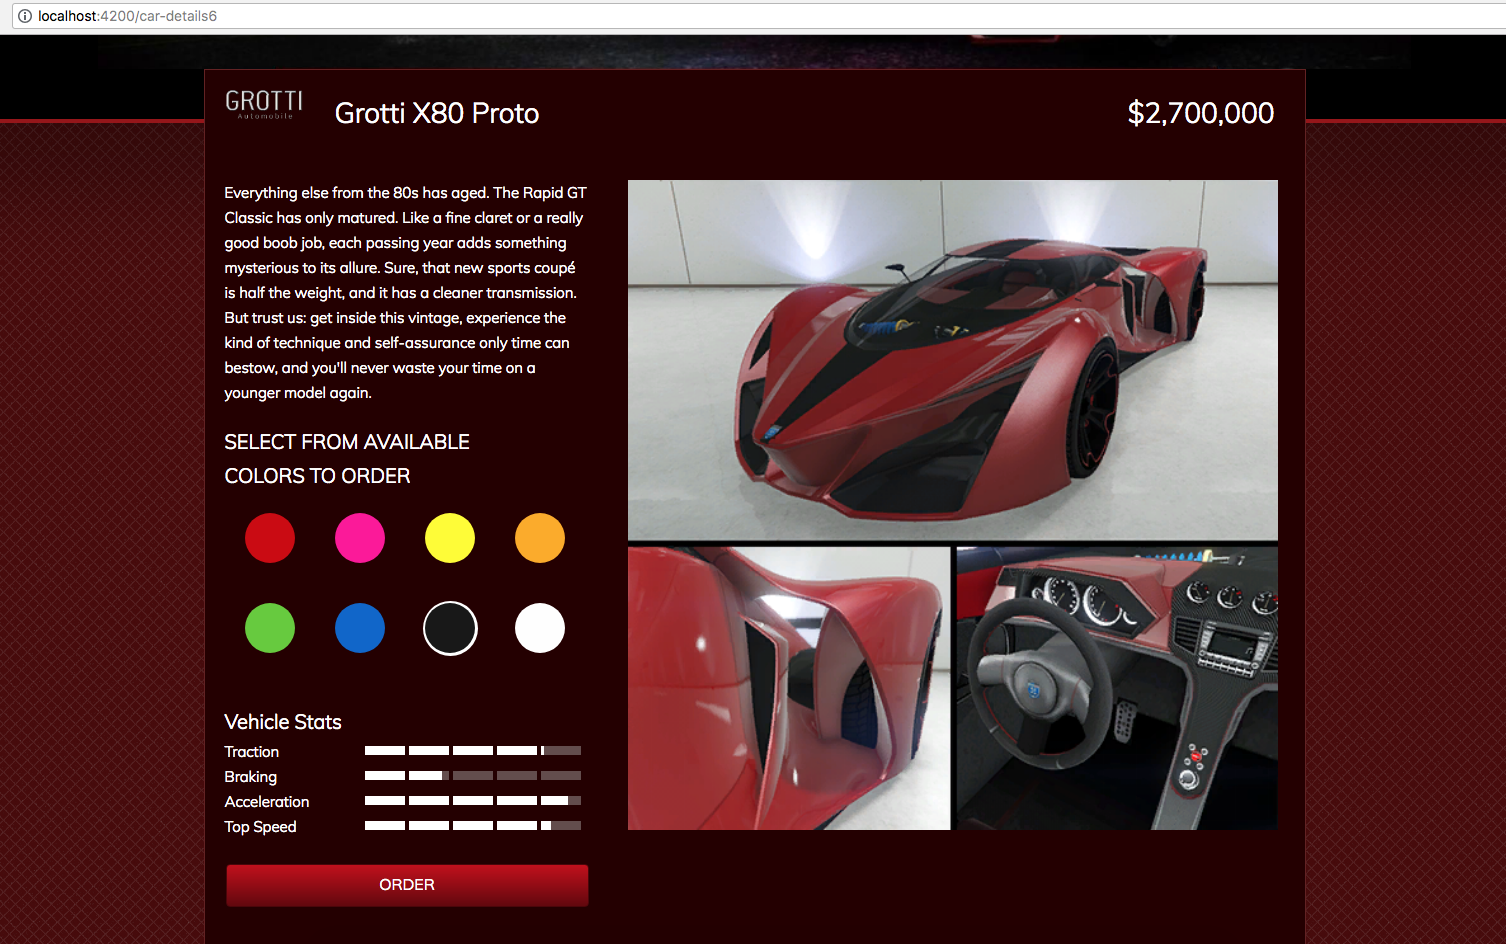 localhost:4200/car-details6
GROTTI
Automobile
Grotti X80 Proto
$2,700,000
Everything else from the 80s has aged. The Rapid GT
Classic has only matured. Like a fine claret or a really
good boob job, each passing year adds something
mysterious to its allure. Sure, that new sports coupé
is half the weight, and it has a cleaner transmission.
But trust us: get inside this vintage, experience the
kind of technique and self-assurance only time can
bestow, and you'll never waste your time on a
younger model again.
SELECT FROM AVAILABLE
COLORS TO ORDER
Vehicle Stats
Traction
Braking
Acceleration
Top Speed
ORDER